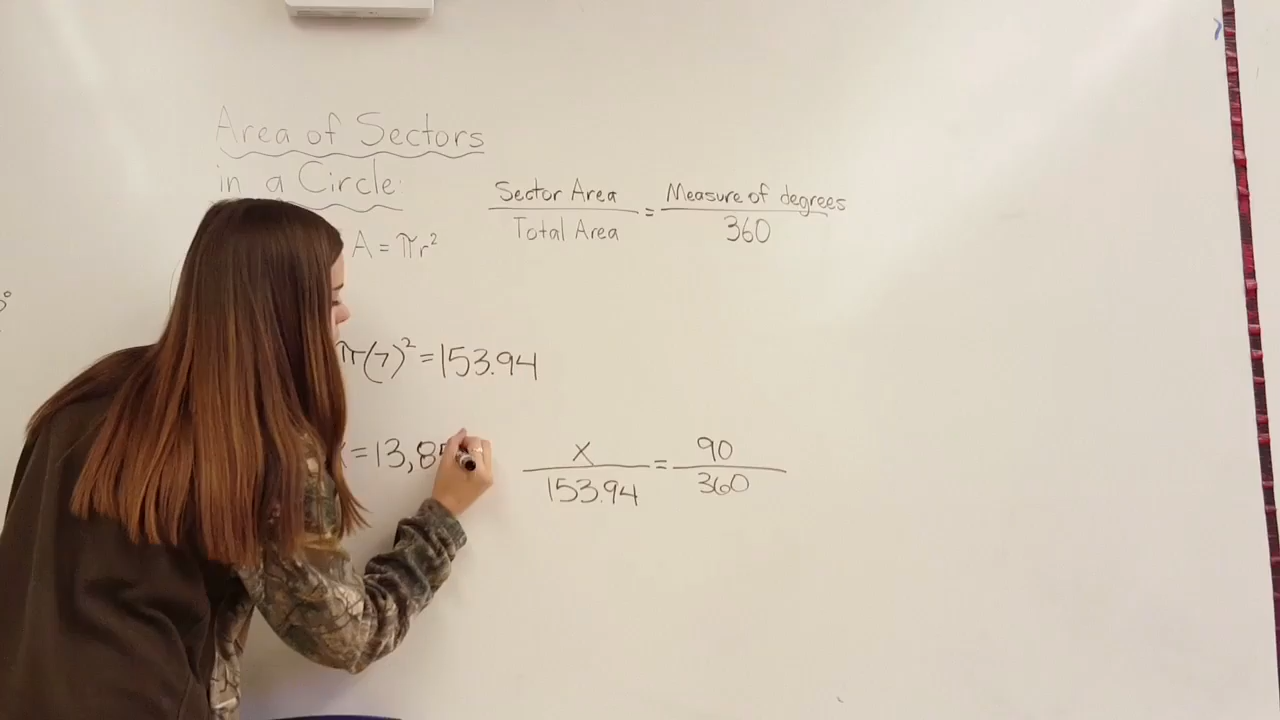 Area of Sectors
in a Circle:
Sector Area / Total Area = Measure of degrees / 360
A = πr²
π(7)² = 153.94
= 13,85
x / 153.94 = 90 / 360